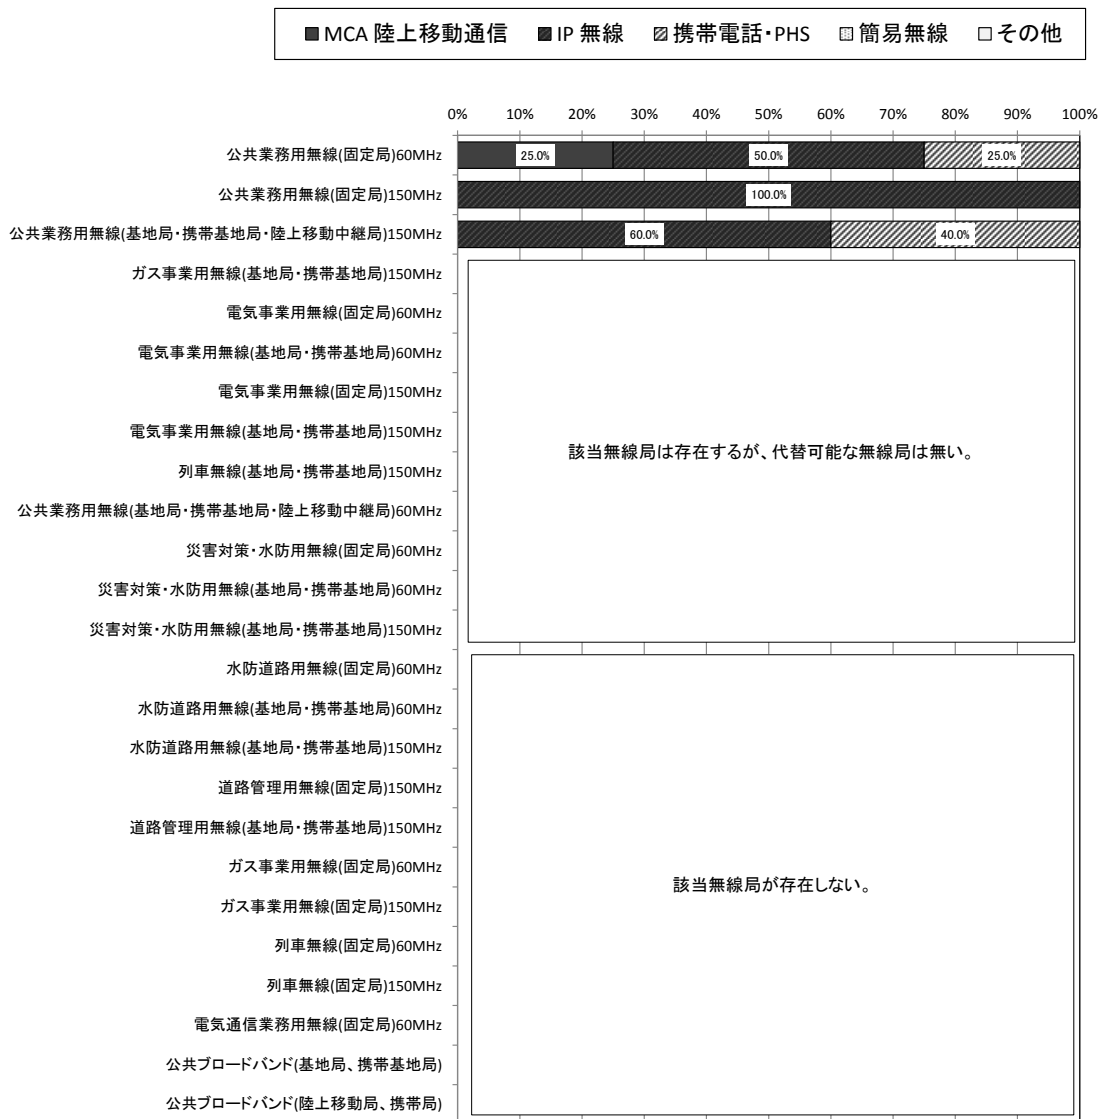 MCA 陸上移動通信 IP 無線 携帯電話・PHS 簡易無線 その他
0% 10% 20% 30% 40% 50% 60% 70% 80% 90% 100%
公共業務用無線(固定局)60MHz 25.0% 50.0% 25.0%
公共業務用無線(固定局)150MHz 100.0%
公共業務用無線(基地局・携帯基地局・陸上移動中継局)150MHz 60.0% 40.0%
ガス事業用無線(基地局・携帯基地局)150MHz
電気事業用無線(固定局)60MHz
電気事業用無線(基地局・携帯基地局)60MHz
電気事業用無線(固定局)150MHz
電気事業用無線(基地局・携帯基地局)150MHz
該当無線局は存在するが、代替可能な無線局は無い。
列車無線(基地局・携帯基地局)150MHz
公共業務用無線(基地局・携帯基地局・陸上移動中継局)60MHz
災害対策・水防用無線(固定局)60MHz
災害対策・水防用無線(基地局・携帯基地局)60MHz
災害対策・水防用無線(基地局・携帯基地局)150MHz
水防道路用無線(固定局)60MHz
水防道路用無線(基地局・携帯基地局)60MHz
水防道路用無線(基地局・携帯基地局)150MHz
道路管理用無線(固定局)150MHz
道路管理用無線(基地局・携帯基地局)150MHz
ガス事業用無線(固定局)60MHz
該当無線局が存在しない。
ガス事業用無線(固定局)150MHz
列車無線(固定局)60MHz
列車無線(固定局)150MHz
電気通信業務用無線(固定局)60MHz
公共ブロードバンド(基地局、携帯基地局)
公共ブロードバンド(陸上移動局、携帯局)